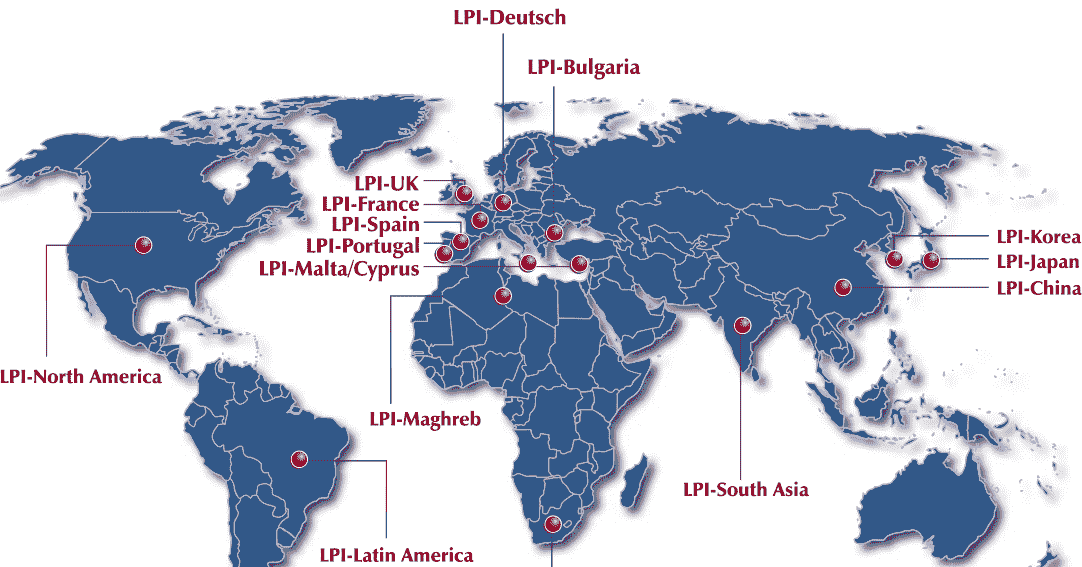 LPI-Deutsch
LPI-Bulgaria
LPI-UK
LPI-France
LPI-Spain
LPI-Portugal
LPI-Malta/Cyprus
LPI-Korea
LPI-Japan
LPI-China
LPI-North America
LPI-Maghreb
LPI-South Asia
LPI-Latin America